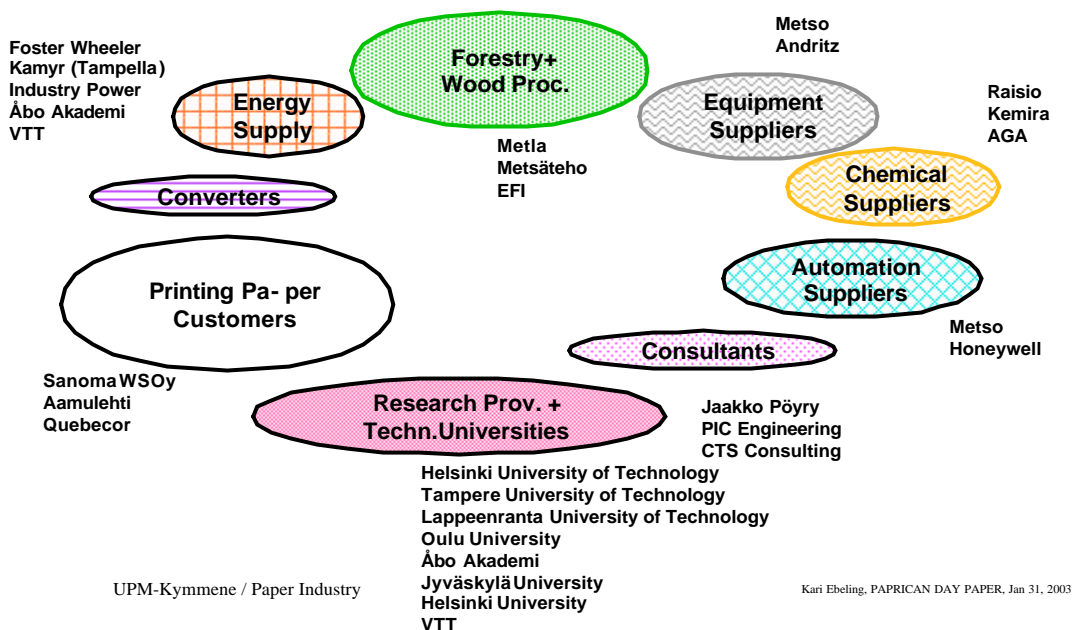 Foster Wheeler
Kamyr (Tampella)
Industry Power
Åbo Akademi
VTT
Energy
Supply
Forestry+
Wood Proc.
Metla
Metsäteho
EFI
Metso
Andritz
Equipment
Suppliers
Raisio
Kemira
AGA
Chemical
Suppliers
Converters
Printing Pa- per
Customers
Automation
Suppliers
Metso
Honeywell
Consultants
Sanoma WSOy
Aamulehti
Quebecor
Research Prov. +
Techn.Universities
Jaakko Pöyry
PIC Engineering
CTS Consulting
Helsinki University of Technology
Tampere University of Technology
Lappeenranta University of Technology
Oulu University
Åbo Akademi
Jyväskylä University
Helsinki University
VTT
UPM-Kymmene / Paper Industry
Kari Ebeling, PAPRICAN DAY PAPER, Jan 31, 2003